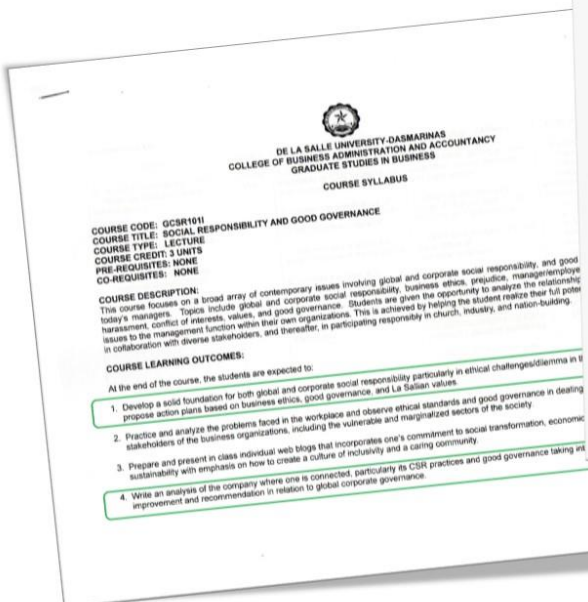 DE LA SALLE UNIVERSITY-DASMARINAS
COLLEGE OF BUSINESS ADMINISTRATION AND ACCOUNTANCY
GRADUATE STUDIES IN BUSINESS
COURSE SYLLABUS
COURSE CODE: GCSR101I
COURSE TITLE: SOCIAL RESPONSIBILITY AND GOOD GOVERNANCE
COURSE TYPE: LECTURE
COURSE CREDIT: 3 UNITS
PRE-REQUISITES: NONE
CO-REQUISITES: NONE
COURSE DESCRIPTION:
This course focuses on a broad array of contemporary issues involving global and corporate social responsibility, and good
today's managers. Topics include global and corporate social responsibility, business ethics, prejudice, manager/employe
harassment, conflict of interests, values, and good governance. Students are given the opportunity to analyze the relationship
issues to the management function within their own organizations. This is achieved by helping the student realize their full poten
in collaboration with diverse stakeholders, and thereafter, in participating responsibly in church, industry, and nation-building.
COURSE LEARNING OUTCOMES:
At the end of the course, the students are expected to:
1. Develop a solid foundation for both global and corporate social responsibility particularly in ethical challenges/dilemma in t
propose action plans based on business ethics, good governance, and La Sallian values.
2. Practice and analyze the problems faced in the workplace and observe ethical standards and good governance in dealing
stakeholders of the business organizations, including the vulnerable and marginalized sectors of the society
3. Prepare and present in class individual web blogs that incorporates one's commitment to social transformation, economic
sustainability with emphasis on how to create a culture of inclusivity and a caring community.
4. Write an analysis of the company where one is connected, particularly its CSR practices and good governance taking int
improvement and recommendation in relation to global corporate governance.